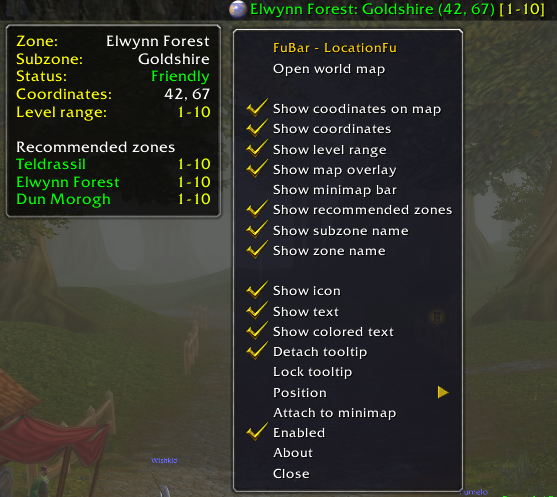 Elwynn Forest: Goldshire (42, 67) [1-10]
Zone: Elwynn Forest
Subzone: Goldshire
Status: Friendly
Coordinates: 42, 67
Level range: 1-10
Recommended zones
Teldrassil 1-10
Elwynn Forest 1-10
Dun Morogh 1-10
FuBar - LocationFu
Open world map
Show coodinates on map
Show coordinates
Show level range
Show map overlay
Show minimap bar
Show recommended zones
Show subzone name
Show zone name
Show icon
Show text
Show colored text
Detach tooltip
Lock tooltip
Position
Attach to minimap
Enabled
About
Close
Wishkid